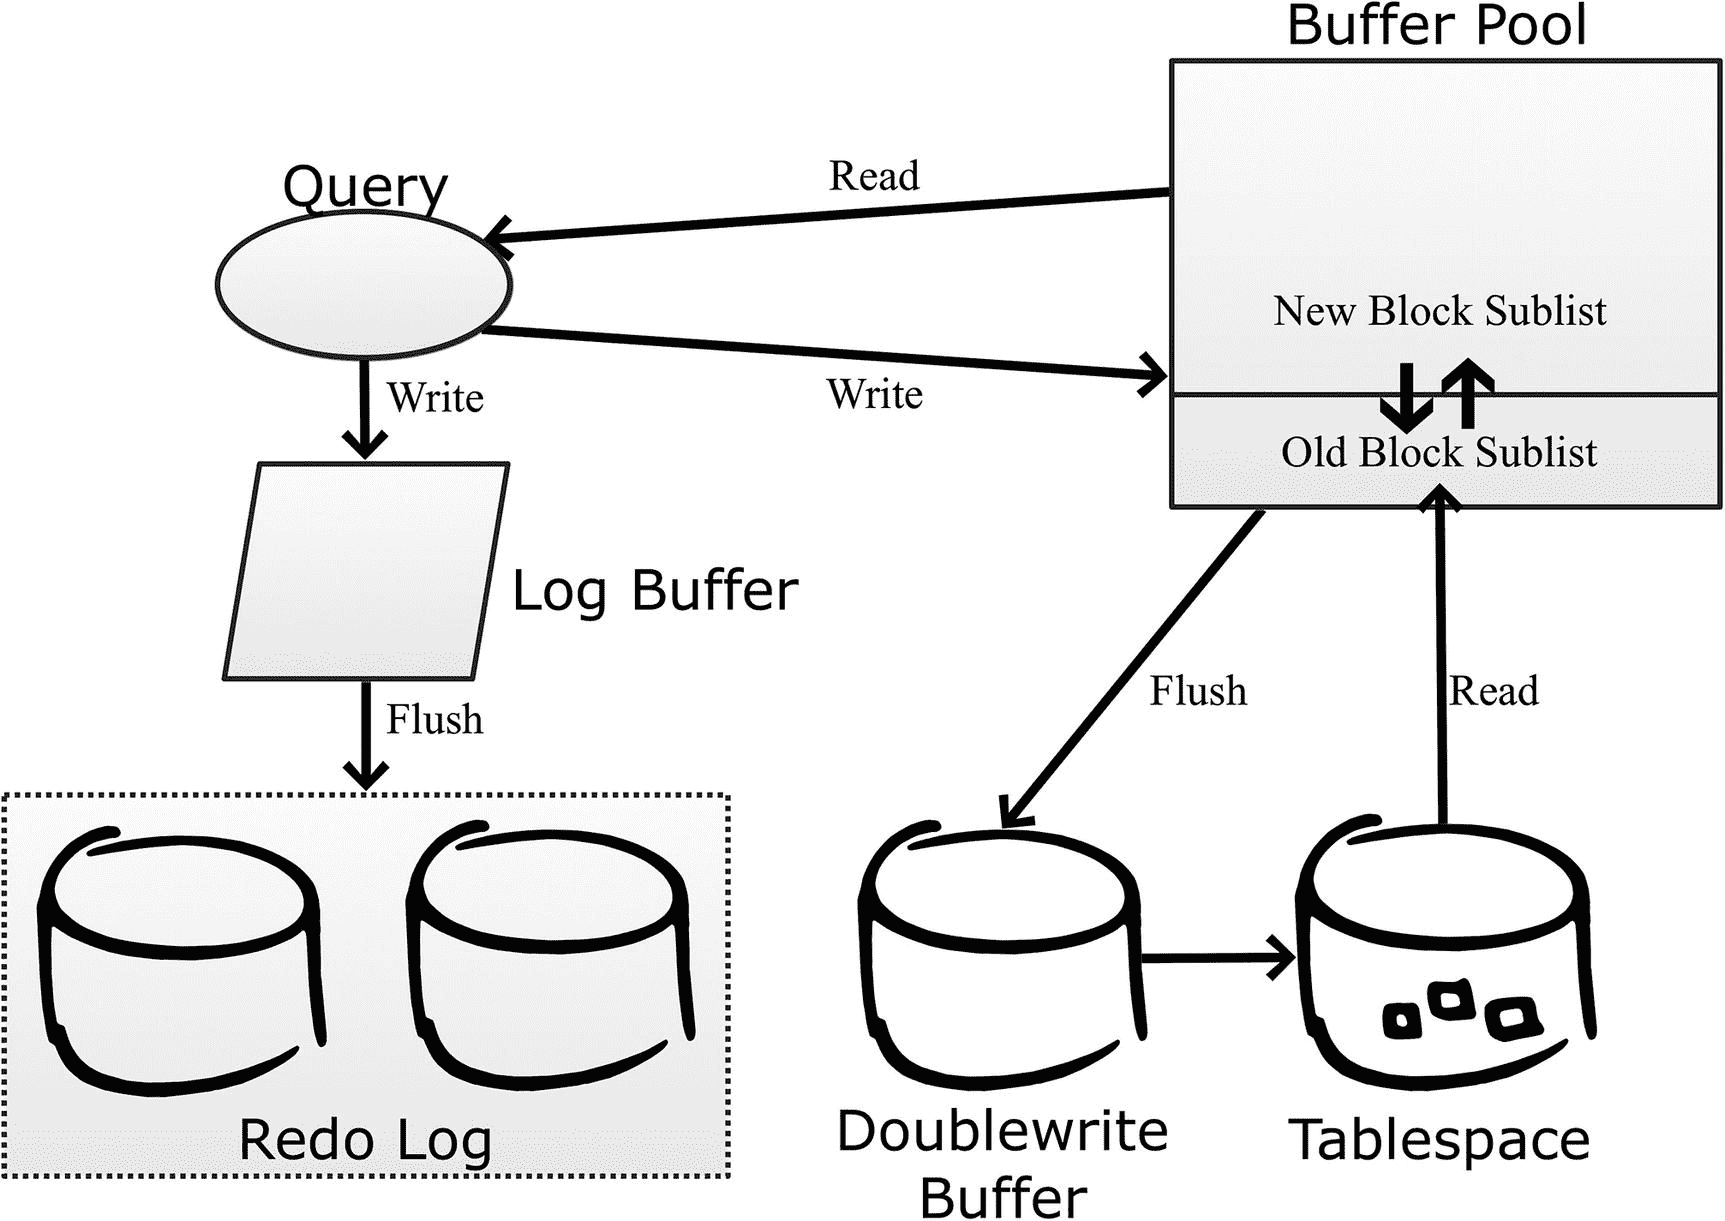 Buffer Pool
Query
Read
New Block Sublist
Write
Write
Old Block Sublist
Log Buffer
Flush
Read
Flush
Redo Log
Doublewrite
Buffer
Tablespace